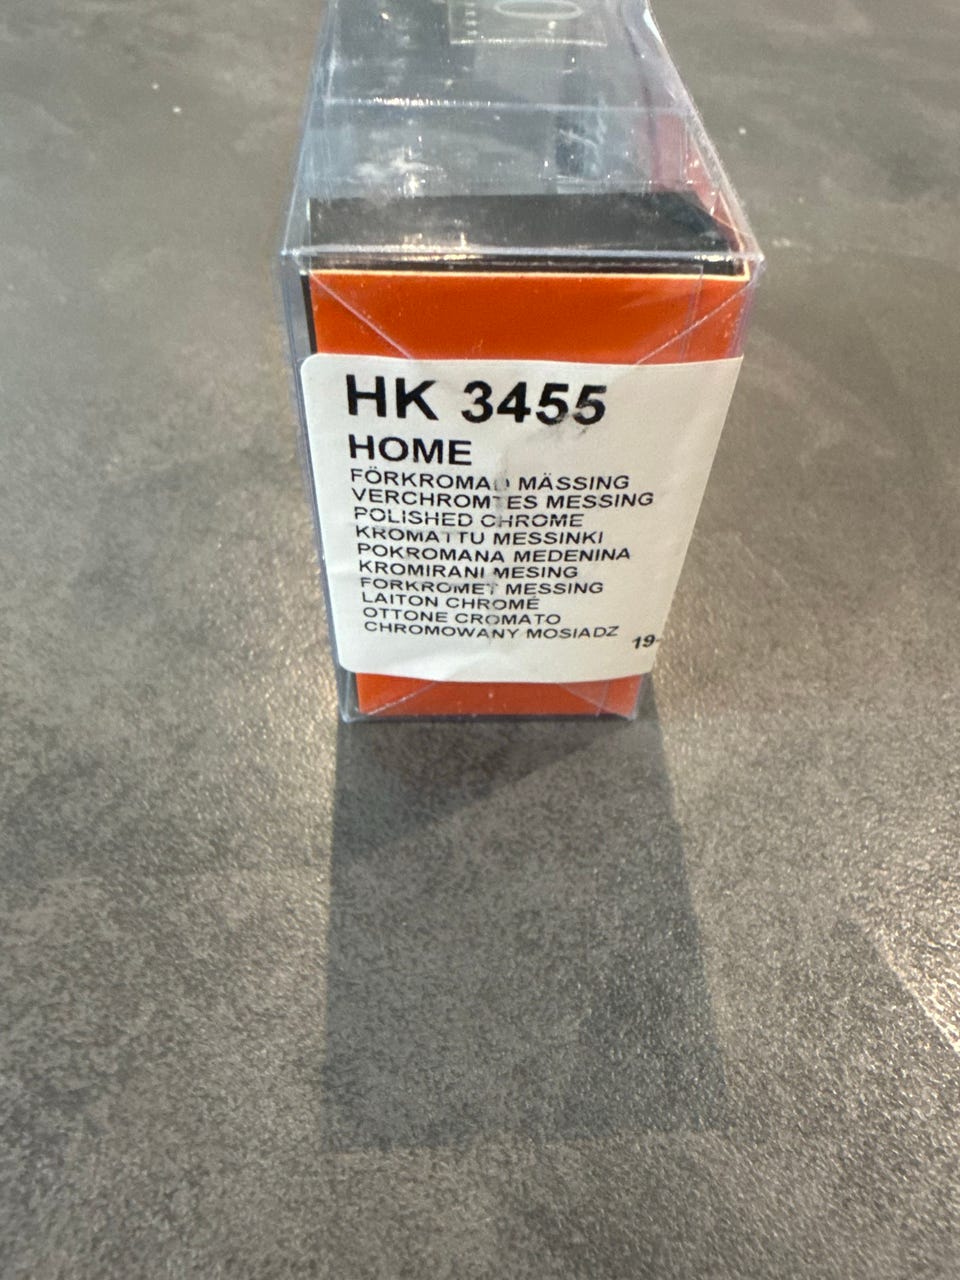 HK 3455
HOME
FÖRKROMAD MÄSSING
VERCHROMTES MESSING
POLISHED CHROME
KROMATTU MESSINKI
POKROMANA MEDENINA
KROMIRANI MESING
FORKROMET MESSING
LAITON CHROMÉ
OTTONE CROMATO
CHROMOWANY MOSIADZ
19-